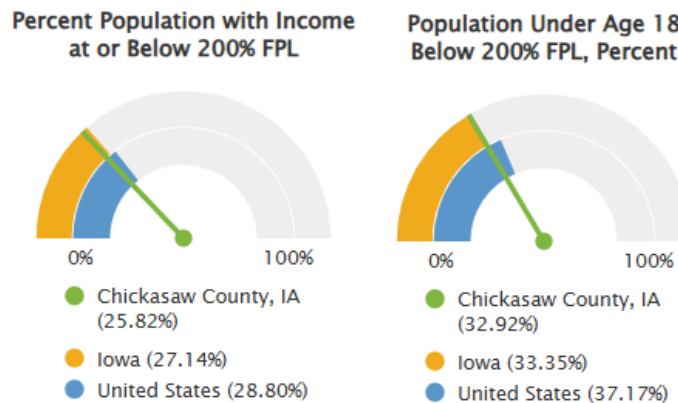 Percent Population with Income
at or Below 200% FPL
0%
100%
Chickasaw County, IA
(25.82%)
Iowa (27.14%)
United States (28.80%)
Population Under Age 18
Below 200% FPL, Percent
0%
100%
Chickasaw County, IA
(32.92%)
Iowa (33.35%)
United States (37.17%)